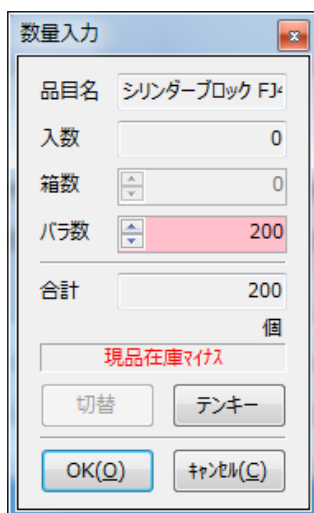 数量入力
品目名 シリンダーブロック FJ4
入数 0
箱数 0
バラ数 200
合計 200
個
現品在庫ﾏｲﾅｽ
切替 テンキー
OK(O) ｷｬﾝｾﾙ(C)